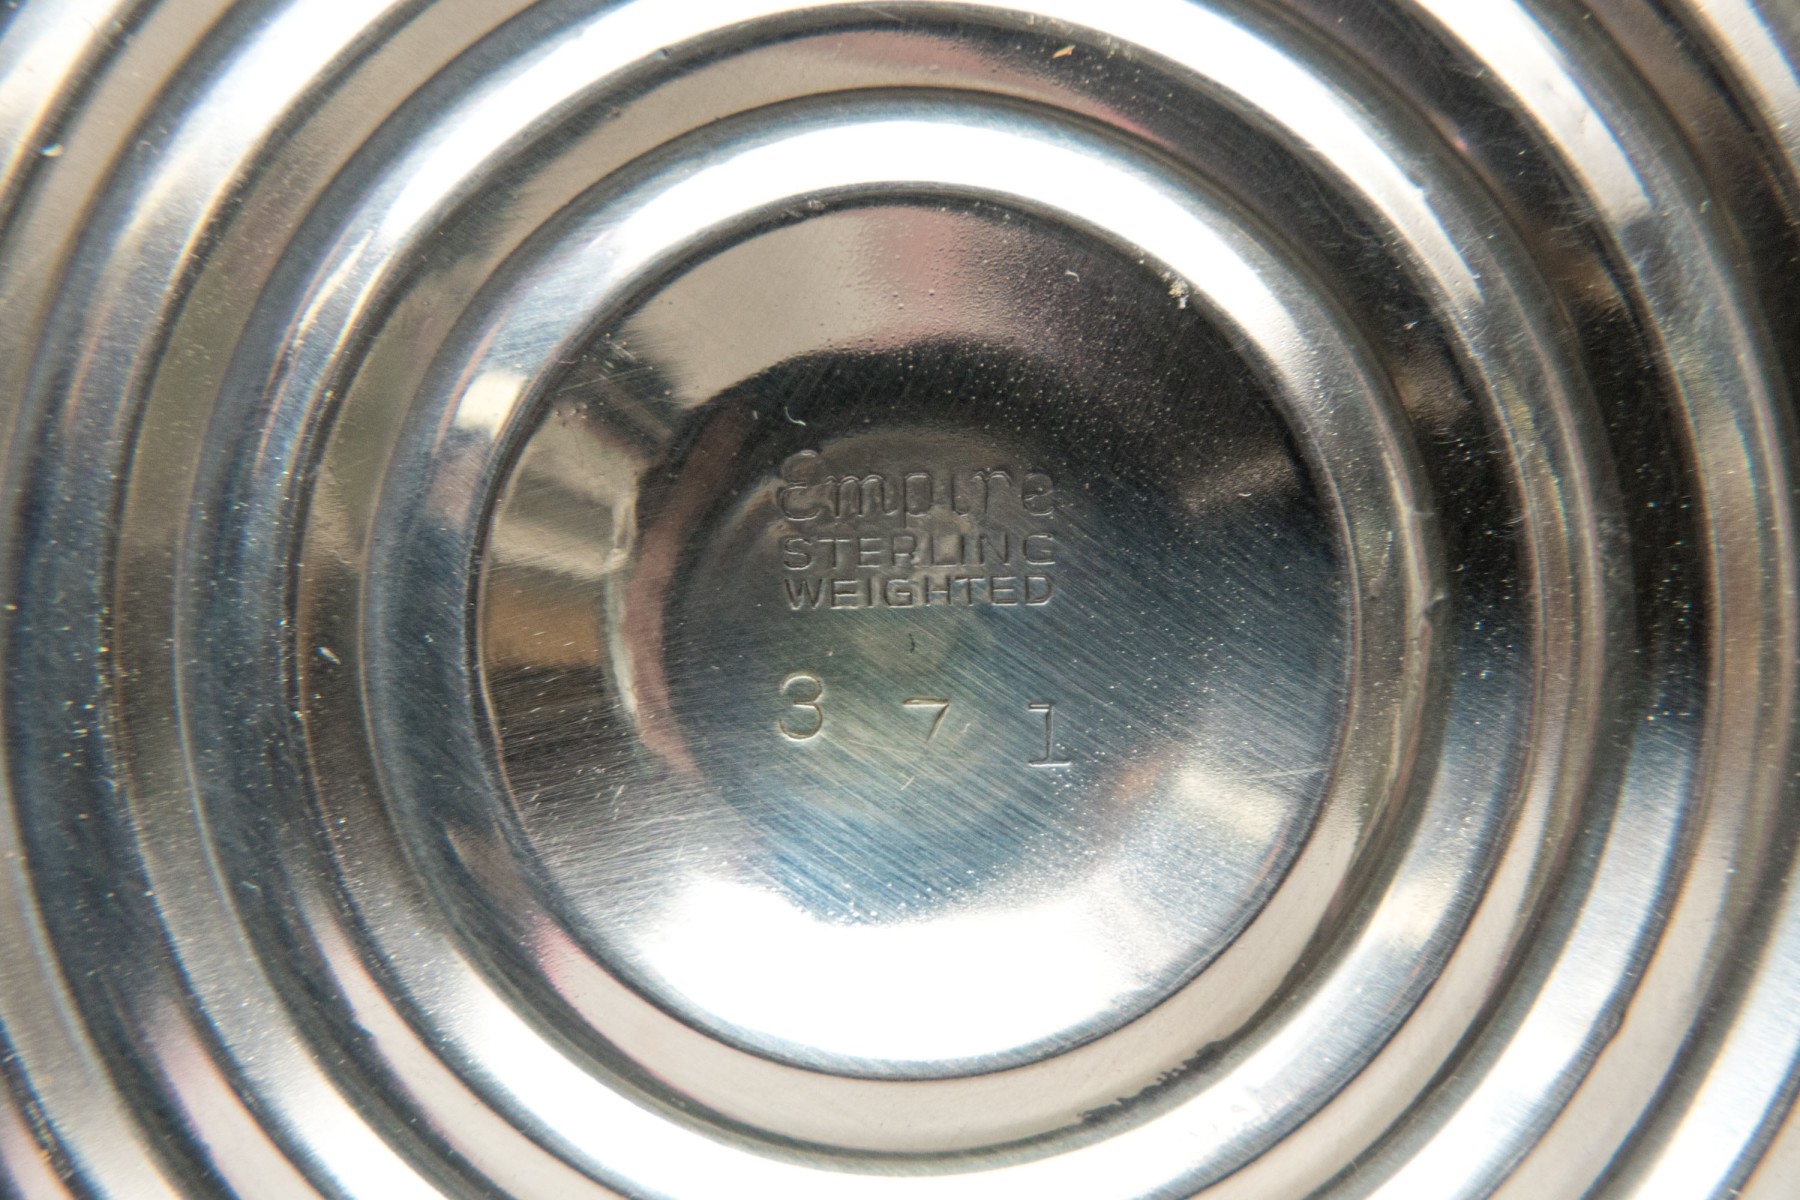 Empire
STERLING
WEIGHTED
3 7 1